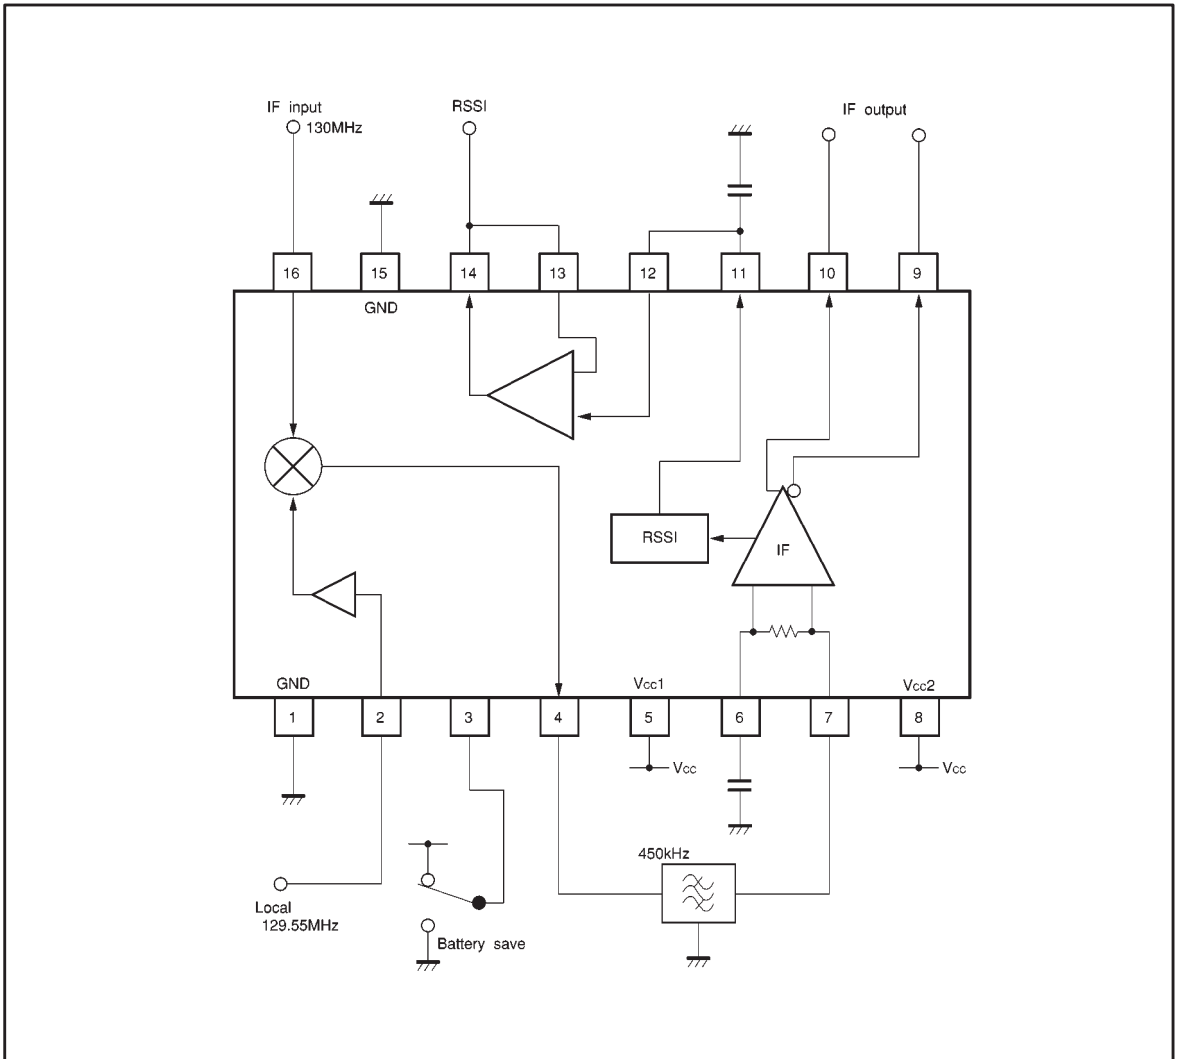 IF input
130MHz
RSSI
IF output
16
15
14
13
12
11
10
9
GND
RSSI
IF
GND
Vcc1
Vcc2
1
2
3
4
5
6
7
8
Vcc
Vcc
450kHz
Local
129.55MHz
Battery save